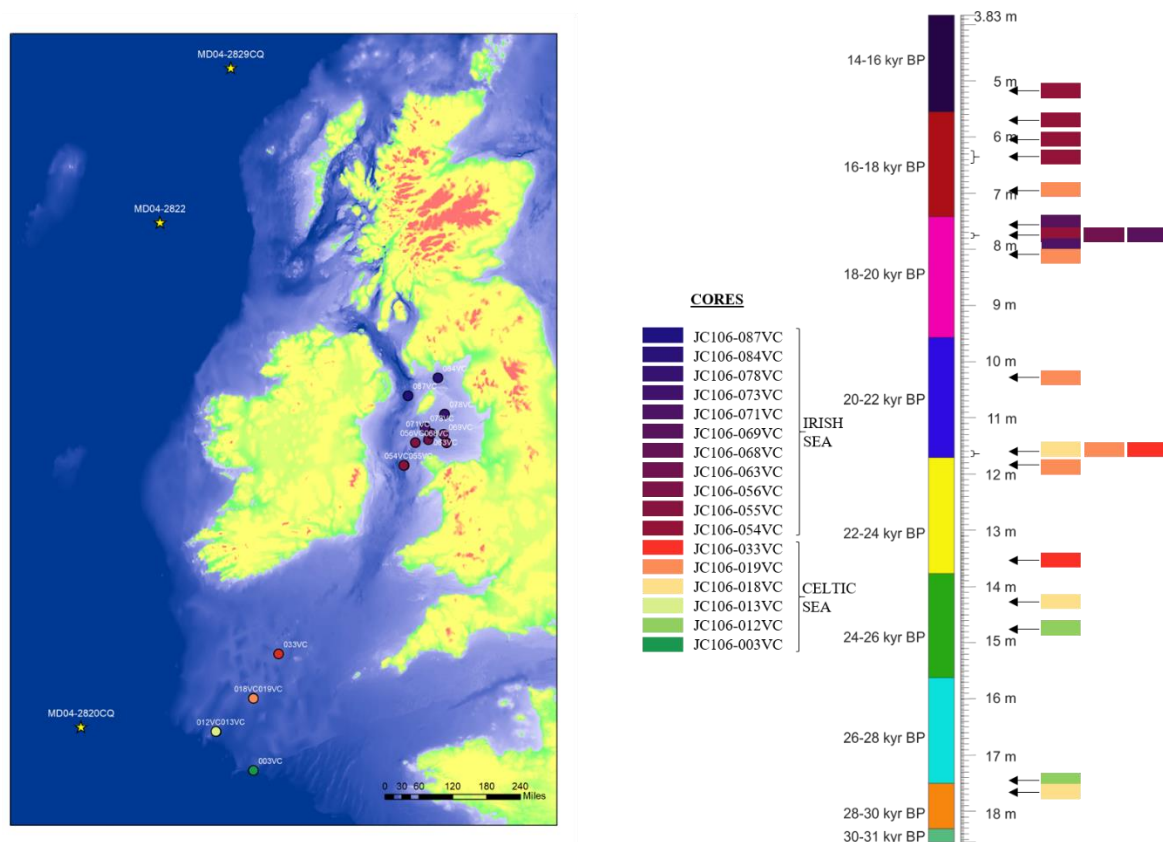 MD04-2829CQ
MD04-2822
084VC
087VC
078VC
054VC055VC
033VC
018VC019VC
MD04-2820CQ
012VC013VC
003VC
0 30 60 120 180 240
Miles
CORES
JC106-087VC
JC106-084VC
JC106-078VC
JC106-073VC
JC106-071VC
JC106-069VC
JC106-068VC
JC106-063VC
JC106-056VC
JC106-055VC
JC106-054VC
IRISH
SEA
JC106-033VC
JC106-019VC
JC106-018VC
JC106-013VC
JC106-012VC
JC106-003VC
CELTIC
SEA
14-16 kyr BP
16-18 kyr BP
18-20 kyr BP
20-22 kyr BP
22-24 kyr BP
24-26 kyr BP
26-28 kyr BP
28-30 kyr BP
30-31 kyr BP
3.83 m
5 m
6 m
7 m
8 m
9 m
10 m
11 m
12 m
13 m
14 m
15 m
16 m
17 m
18 m